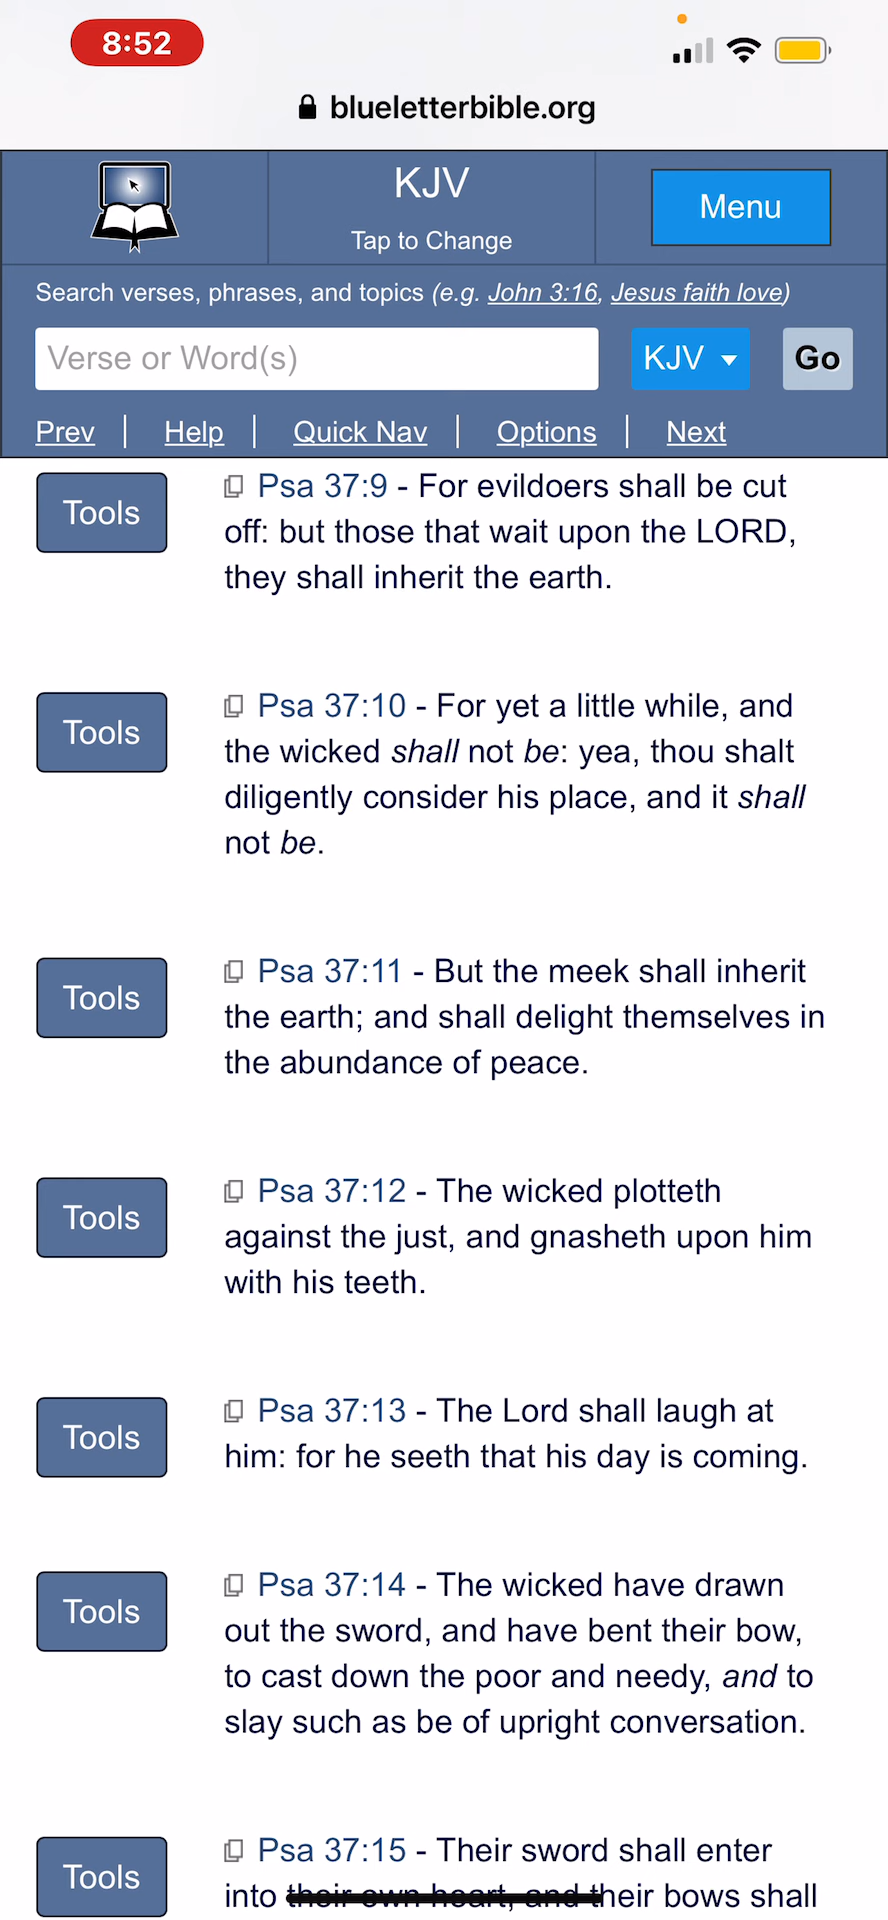 8:52
blueletterbible.org
KJV
Tap to Change
Menu
Search verses, phrases, and topics (e.g. John 3:16, Jesus faith love)
Verse or Word(s)
KJV
Go
Prev | Help | Quick Nav | Options | Next
Tools
Psa 37:9 - For evildoers shall be cut
off: but those that wait upon the LORD,
they shall inherit the earth.
Tools
Psa 37:10 - For yet a little while, and
the wicked shall not be: yea, thou shalt
diligently consider his place, and it shall
not be.
Tools
Psa 37:11 - But the meek shall inherit
the earth; and shall delight themselves in
the abundance of peace.
Tools
Psa 37:12 - The wicked plotteth
against the just, and gnasheth upon him
with his teeth.
Tools
Psa 37:13 - The Lord shall laugh at
him: for he seeth that his day is coming.
Tools
Psa 37:14 - The wicked have drawn
out the sword, and have bent their bow,
to cast down the poor and needy, and to
slay such as be of upright conversation.
Tools
Psa 37:15 - Their sword shall enter
into their own heart, and their bows shall